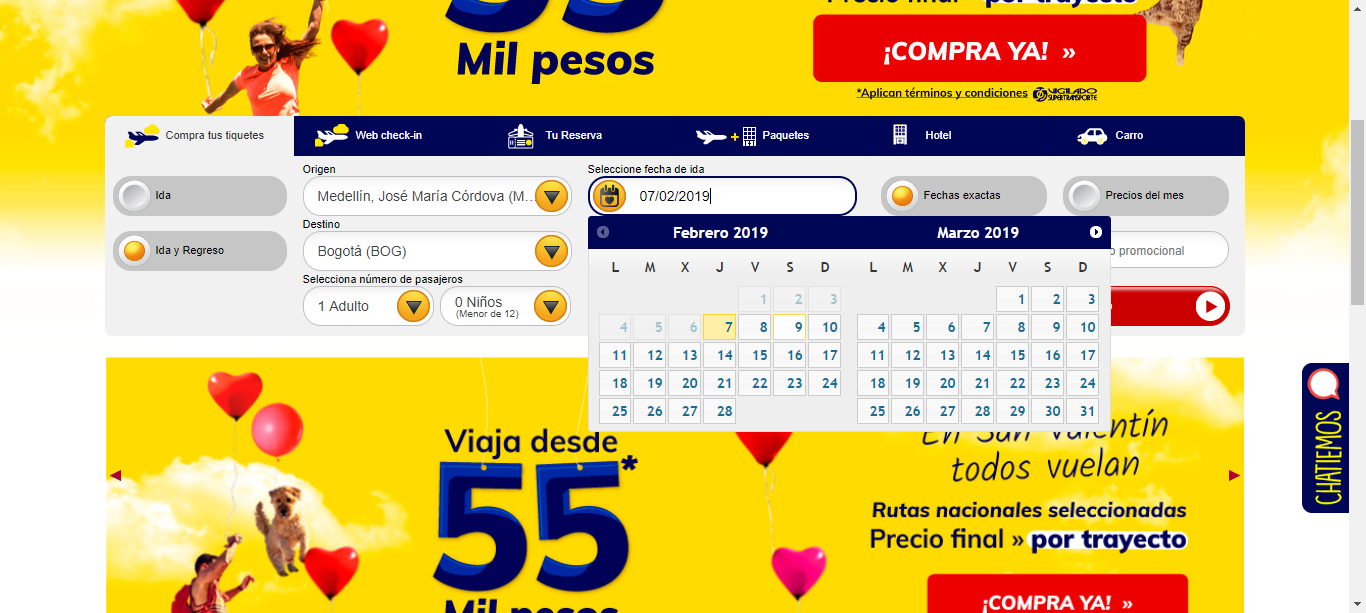 Mil pesos
Precio final » por trayecto
¡COMPRA YA! »
*Aplican términos y condiciones VIGILADO SUPERTRANSPORTE
Compra tus tiquetes
Web check-in
Tu Reserva
Paquetes
Hotel
Carro
Ida
Ida y Regreso
Origen
Medellín, José María Córdova (M...
Destino
Bogotá (BOG)
Selecciona número de pasajeros
1 Adulto
0 Niños
(Menor de 12)
Seleccione fecha de ida
07/02/2019
Fechas exactas
Precios del mes
promocional
Febrero 2019
L M X J V S D
1 2 3
4 5 6 7 8 9 10
11 12 13 14 15 16 17
18 19 20 21 22 23 24
25 26 27 28
Marzo 2019
L M X J V S D
1 2 3
4 5 6 7 8 9 10
11 12 13 14 15 16 17
18 19 20 21 22 23 24
25 26 27 28 29 30 31
CHATIEMOS
Viaja desde
55*
Mil pesos
En San Valentín
todos vuelan
Rutas nacionales seleccionadas
Precio final » por trayecto
¡COMPRA YA! »